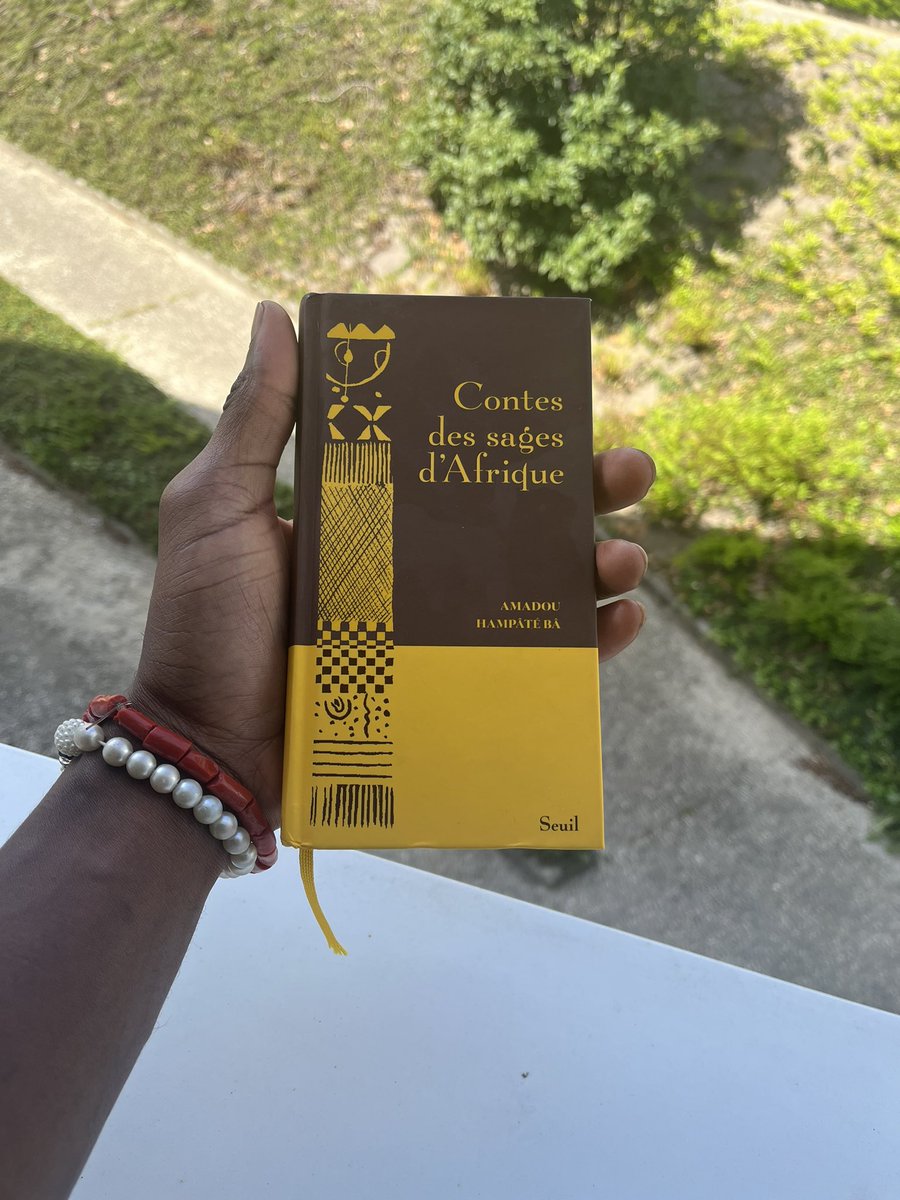 Contes
des sages
d'Afrique
AMADOU
HAMPÂTÉ BÂ
Seuil